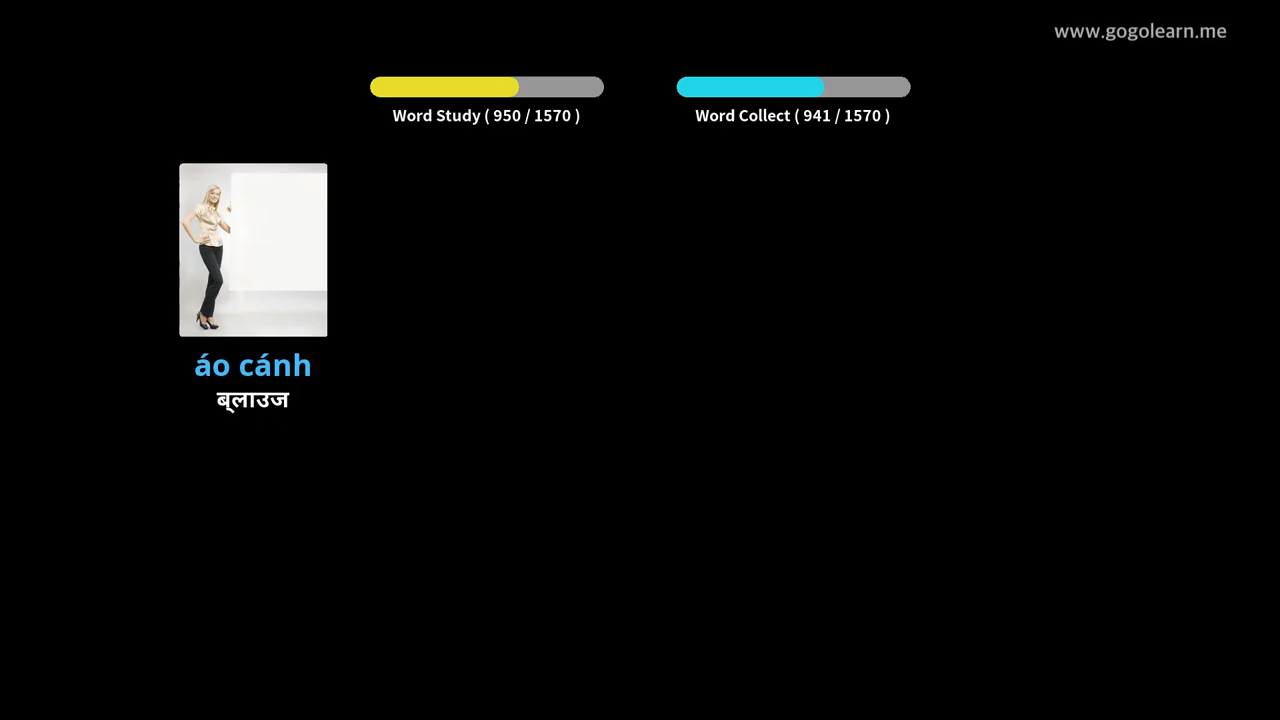 www.gogolearn.me
Word Study ( 950 / 1570 )
Word Collect ( 941 / 1570 )
áo cánh
ब्लाउज